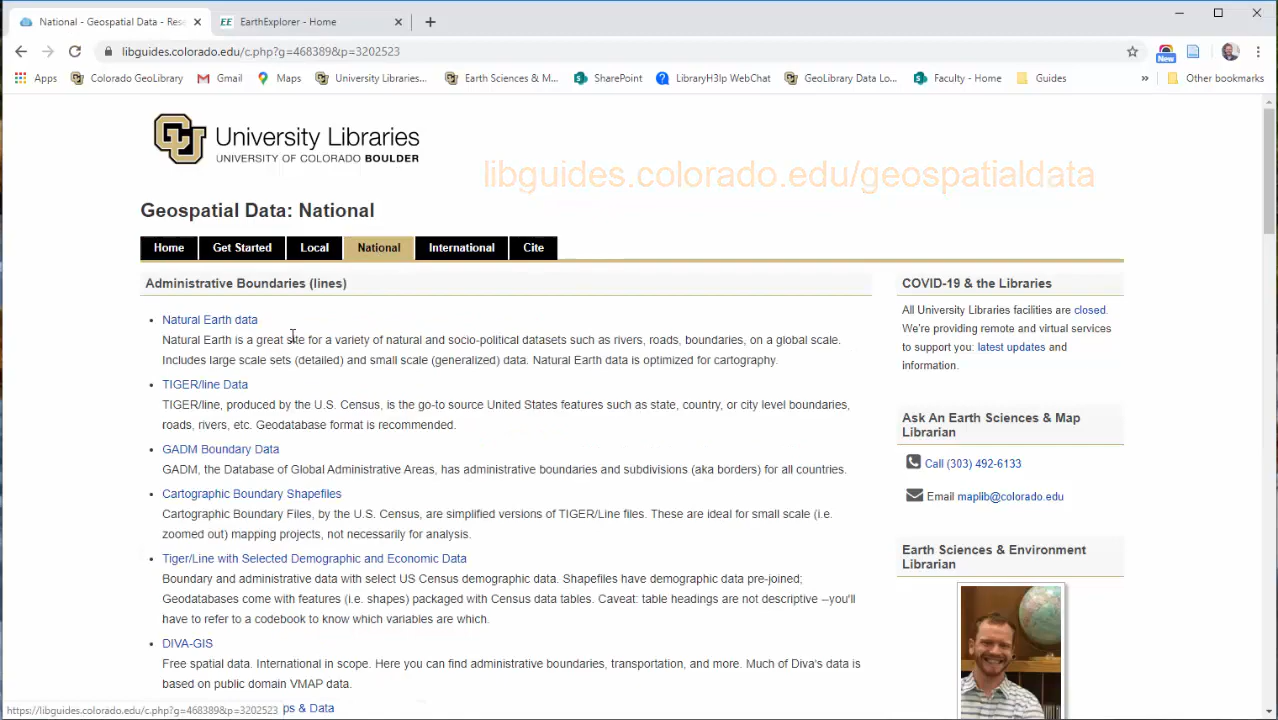 National - Geospatial Data - Res
EE EarthExplorer - Home
libguides.colorado.edu/c.php?g=468389&p=3202523
Apps Colorado GeoLibrary Gmail Maps University Libraries... Earth Sciences & M... SharePoint LibraryH3lp WebChat GeoLibrary Data Lo... Faculty - Home Guides » Other bookmarks
New
CU University Libraries
UNIVERSITY OF COLORADO BOULDER
libguides.colorado.edu/geospatialdata
Geospatial Data: National
Home Get Started Local National International Cite
Administrative Boundaries (lines)
• Natural Earth data
Natural Earth is a great site for a variety of natural and socio-political datasets such as rivers, roads, boundaries, on a global scale.
Includes large scale sets (detailed) and small scale (generalized) data. Natural Earth data is optimized for cartography.
• TIGER/line Data
TIGER/line, produced by the U.S. Census, is the go-to source United States features such as state, country, or city level boundaries,
roads, rivers, etc. Geodatabase format is recommended.
• GADM Boundary Data
GADM, the Database of Global Administrative Areas, has administrative boundaries and subdivisions (aka borders) for all countries.
• Cartographic Boundary Shapefiles
Cartographic Boundary Files, by the U.S. Census, are simplified versions of TIGER/Line files. These are ideal for small scale (i.e.
zoomed out) mapping projects, not necessarily for analysis.
• Tiger/Line with Selected Demographic and Economic Data
Boundary and administrative data with select US Census demographic data. Shapefiles have demographic data pre-joined;
Geodatabases come with features (i.e. shapes) packaged with Census data tables. Caveat: table headings are not descriptive --you'll
have to refer to a codebook to know which variables are which.
• DIVA-GIS
Free spatial data. International in scope. Here you can find administrative boundaries, transportation, and more. Much of Diva's data is
based on public domain VMAP data.
ps & Data
https://libguides.colorado.edu/c.php?g=468389&p=3202523
COVID-19 & the Libraries
All University Libraries facilities are closed.
We're providing remote and virtual services
to support you: latest updates and
information.
Ask An Earth Sciences & Map
Librarian
Call (303) 492-6133
Email maplib@colorado.edu
Earth Sciences & Environment
Librarian